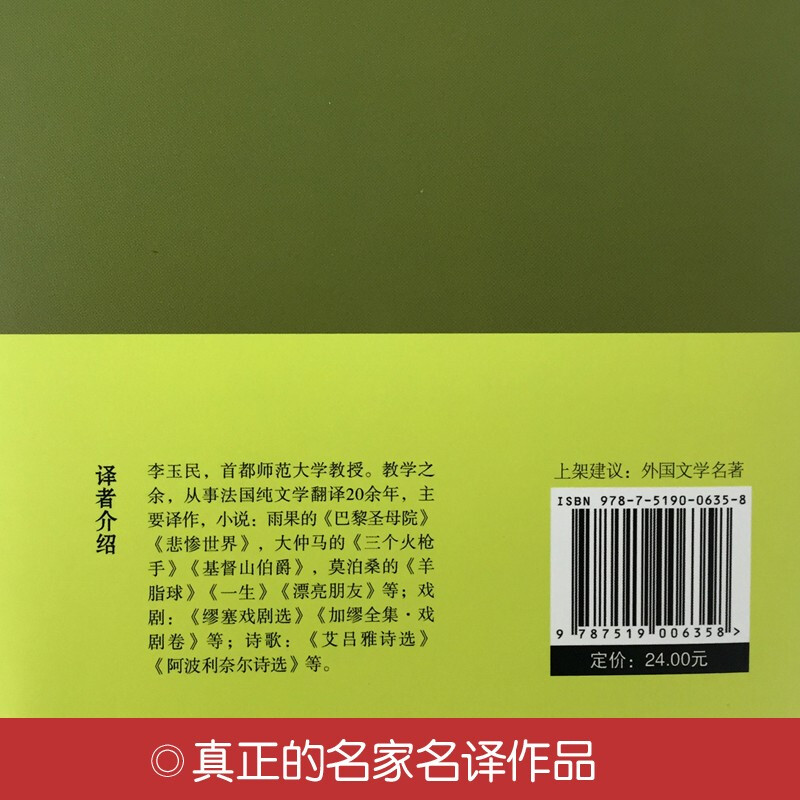 译者介绍
李玉民，首都师范大学教授。教学之
余，从事法国纯文学翻译20余年，主
要译作，小说：雨果的《巴黎圣母院》
《悲惨世界》，大仲马的《三个火枪
手》《基督山伯爵》，莫泊桑的《羊
脂球》《一生》《漂亮朋友》等；戏
剧：《缪塞戏剧选》《加缪全集·戏
剧卷》等；诗歌：《艾吕雅诗选》
《阿波利奈尔诗选》等。
上架建议：外国文学名著
ISBN 978-7-5190-0635-8
9 787519 006358>
定价：24.00元
◎真正的名家名译作品